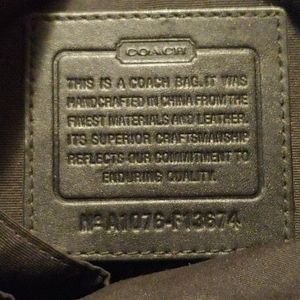 COACH
THIS IS A COACH BAG. IT WAS
HANDCRAFTED IN CHINA FROM THE
FINEST MATERIALS AND LEATHER.
ITS SUPERIOR CRAFTSMANSHIP
REFLECTS OUR COMMITMENT TO
ENDURING QUALITY.
Nº A1076-F13674